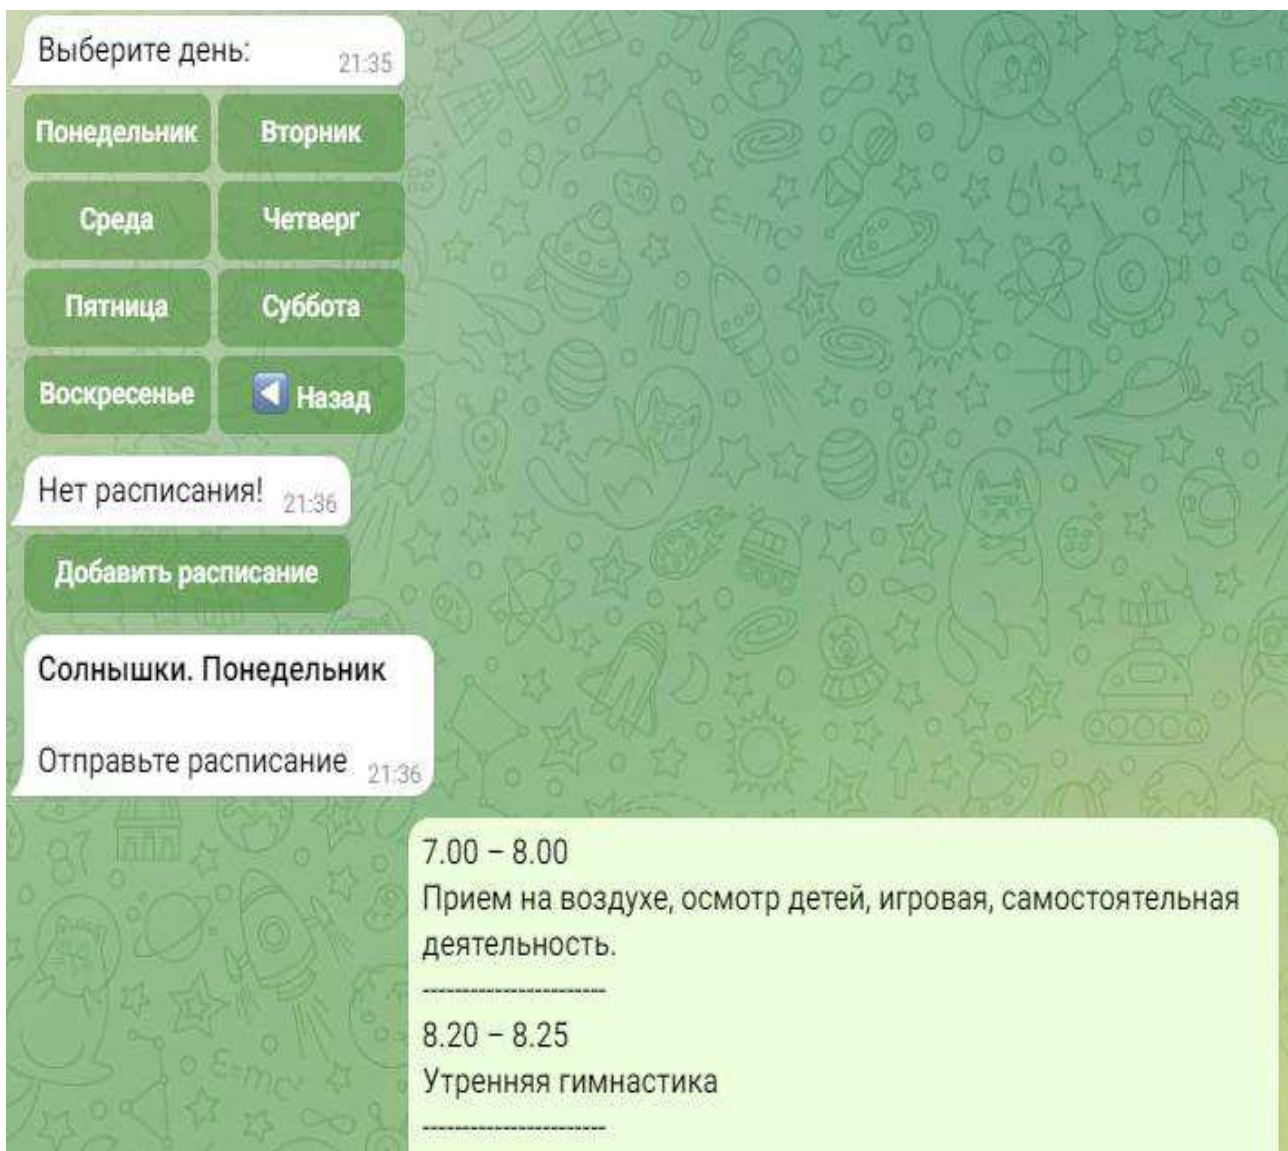 Выберите день:
21:35
Понедельник Вторник
Среда Четверг
Пятница Суббота
Воскресенье Назад
Нет расписания! 21:36
Добавить расписание
Солнышки. Понедельник
Отправьте расписание 21:36
7.00 – 8.00
Прием на воздухе, осмотр детей, игровая, самостоятельная
деятельность.
-----------------------
8.20 – 8.25
Утренняя гимнастика
-----------------------